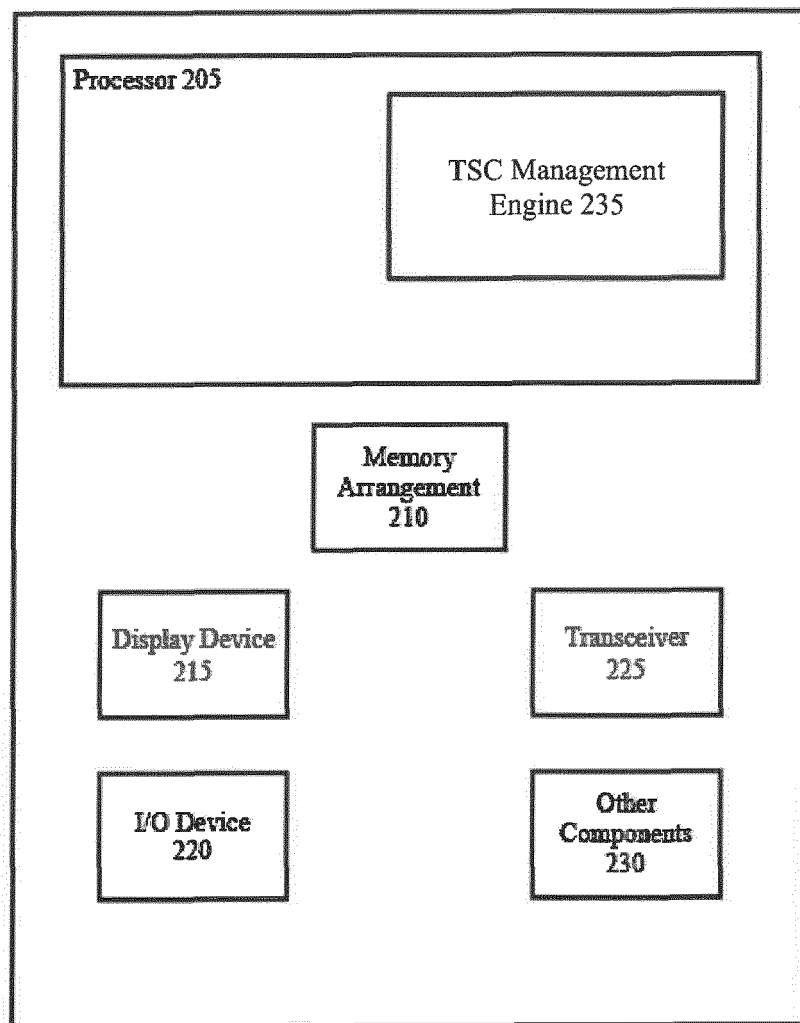 Processor 205
TSC Management
Engine 235
Memory
Arrangement
210
Display Device
215
Transceiver
225
I/O Device
220
Other
Components
230